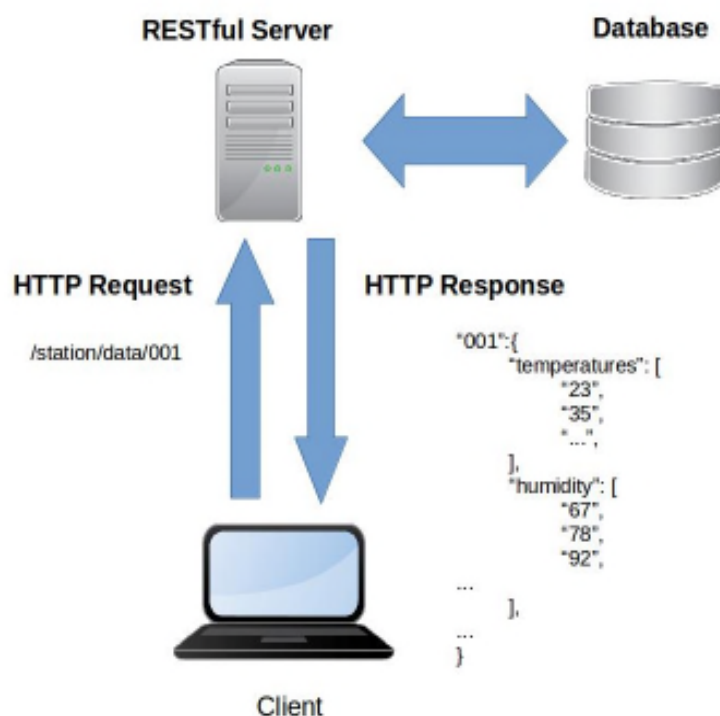 RESTful Server
Database
HTTP Request
/station/data/001
HTTP Response
“001”:{
“temperatures”: [
“23”,
“35”,
“...”,
],
“humidity”: [
“67”,
“78”,
“92”,
...
],
...
}
Client